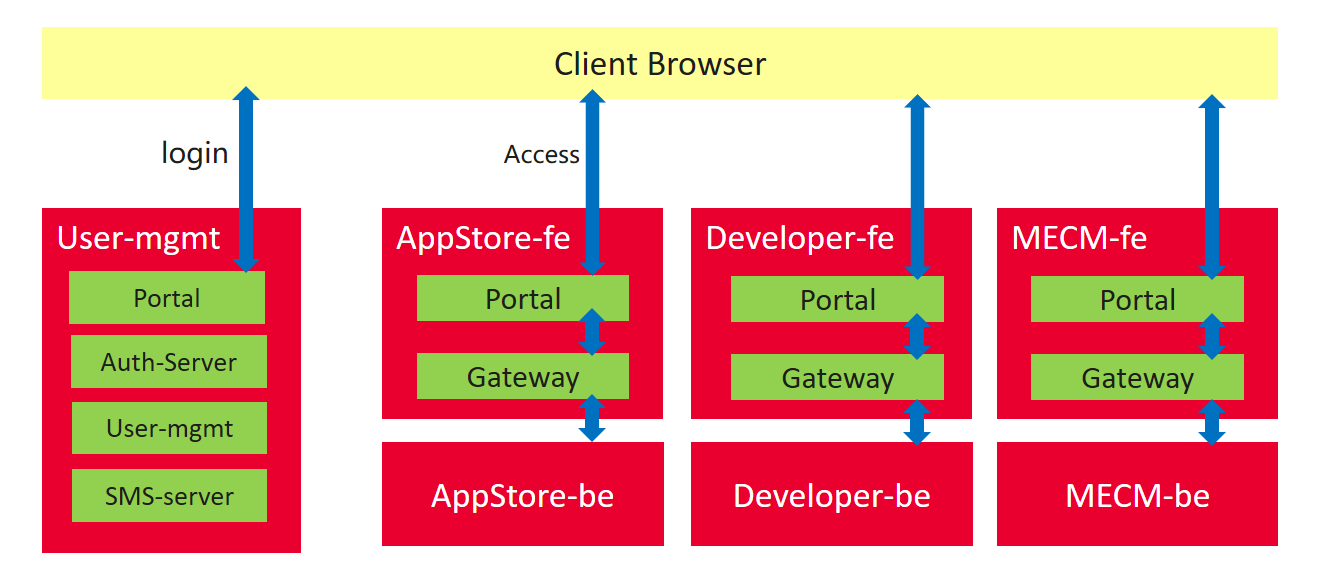 Client Browser
login
Access
User-mgmt
Portal
Auth-Server
User-mgmt
SMS-server
AppStore-fe
Portal
Gateway
AppStore-be
Developer-fe
Portal
Gateway
Developer-be
MECM-fe
Portal
Gateway
MECM-be